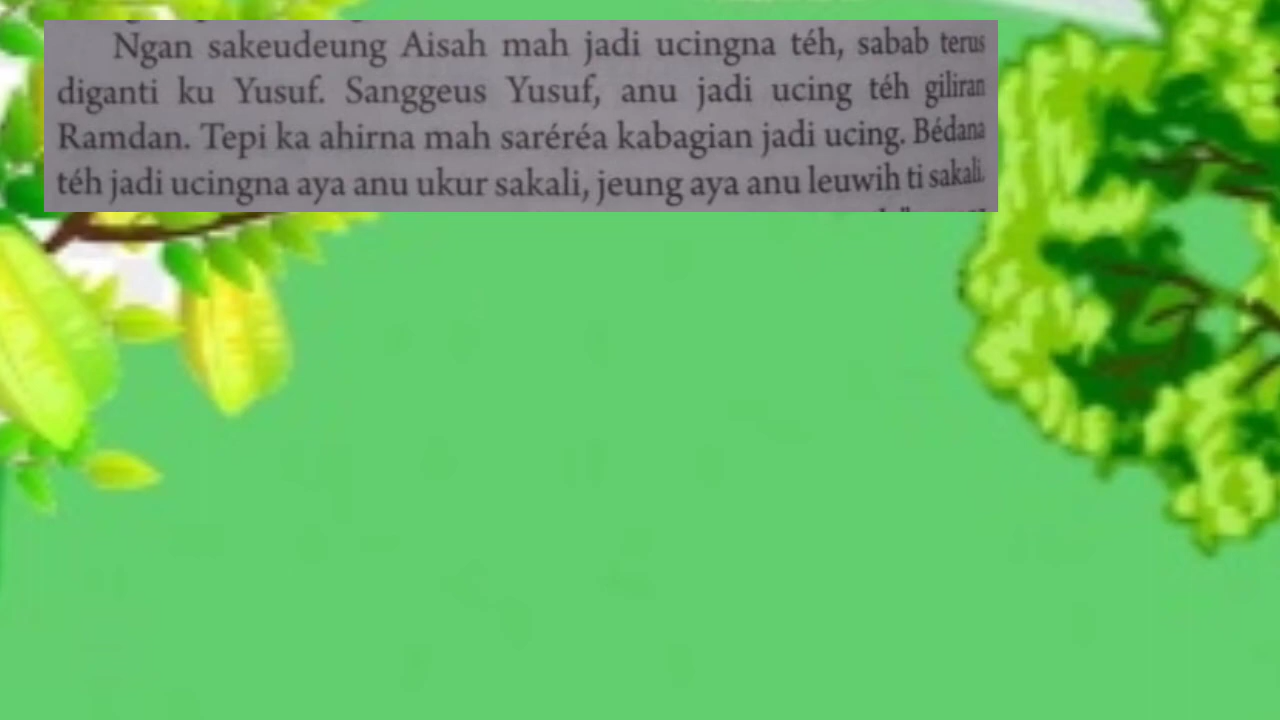 Ngan sakeudeung Aisah mah jadi ucingna téh, sabab terus
diganti ku Yusuf. Sanggeus Yusuf, anu jadi ucing téh giliran
Ramdan. Tepi ka ahirna mah saréréa kabagian jadi ucing. Bédana
téh jadi ucingna aya anu ukur sakali, jeung aya anu leuwih ti sakali.